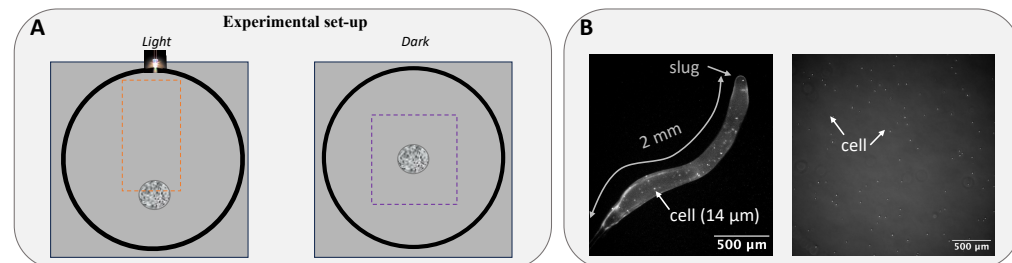 A
Experimental set-up
Light
Dark
B
slug
2 mm
cell (14 µm)
500 µm
cell
500 µm